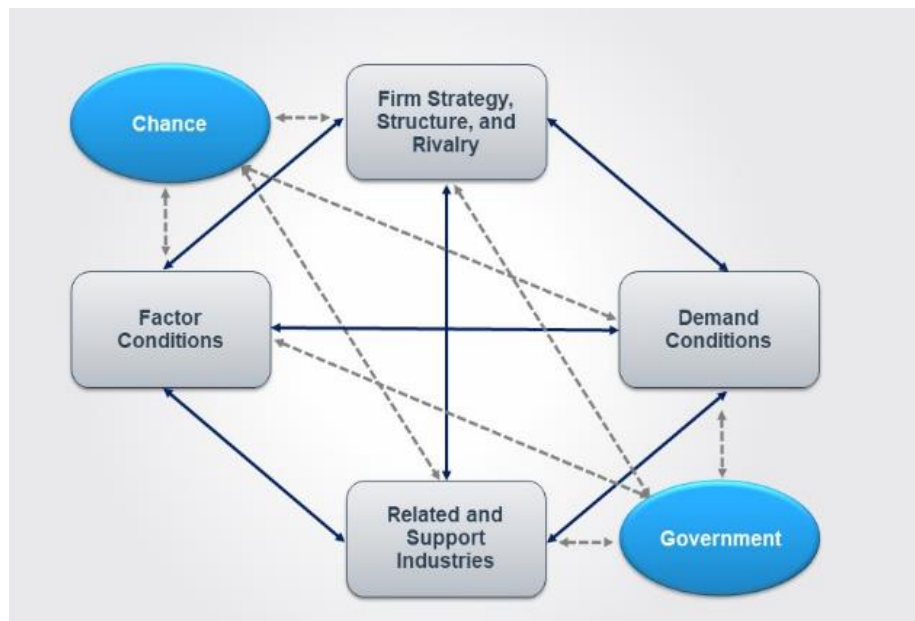 Chance
Firm Strategy,
Structure, and
Rivalry
Factor
Conditions
Demand
Conditions
Related and
Support
Industries
Government